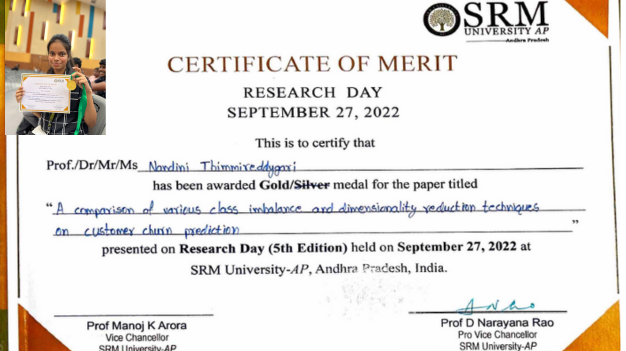 SRM
UNIVERSITY AP
Andhra Pradesh
CERTIFICATE OF MERIT
RESEARCH DAY
SEPTEMBER 27, 2022
This is to certify that
Prof./Dr/Mr/Ms Nandini Thimmireddygari
has been awarded Gold/Silver medal for the paper titled
“A comparison of various class imbalance and dimensionality reduction techniques
on customer churn prediction”
presented on Research Day (5th Edition) held on September 27, 2022 at
SRM University-AP, Andhra Pradesh, India.
Prof Manoj K Arora
Vice Chancellor
SRM University-AP
Prof D Narayana Rao
Pro Vice Chancellor
SRM University-AP